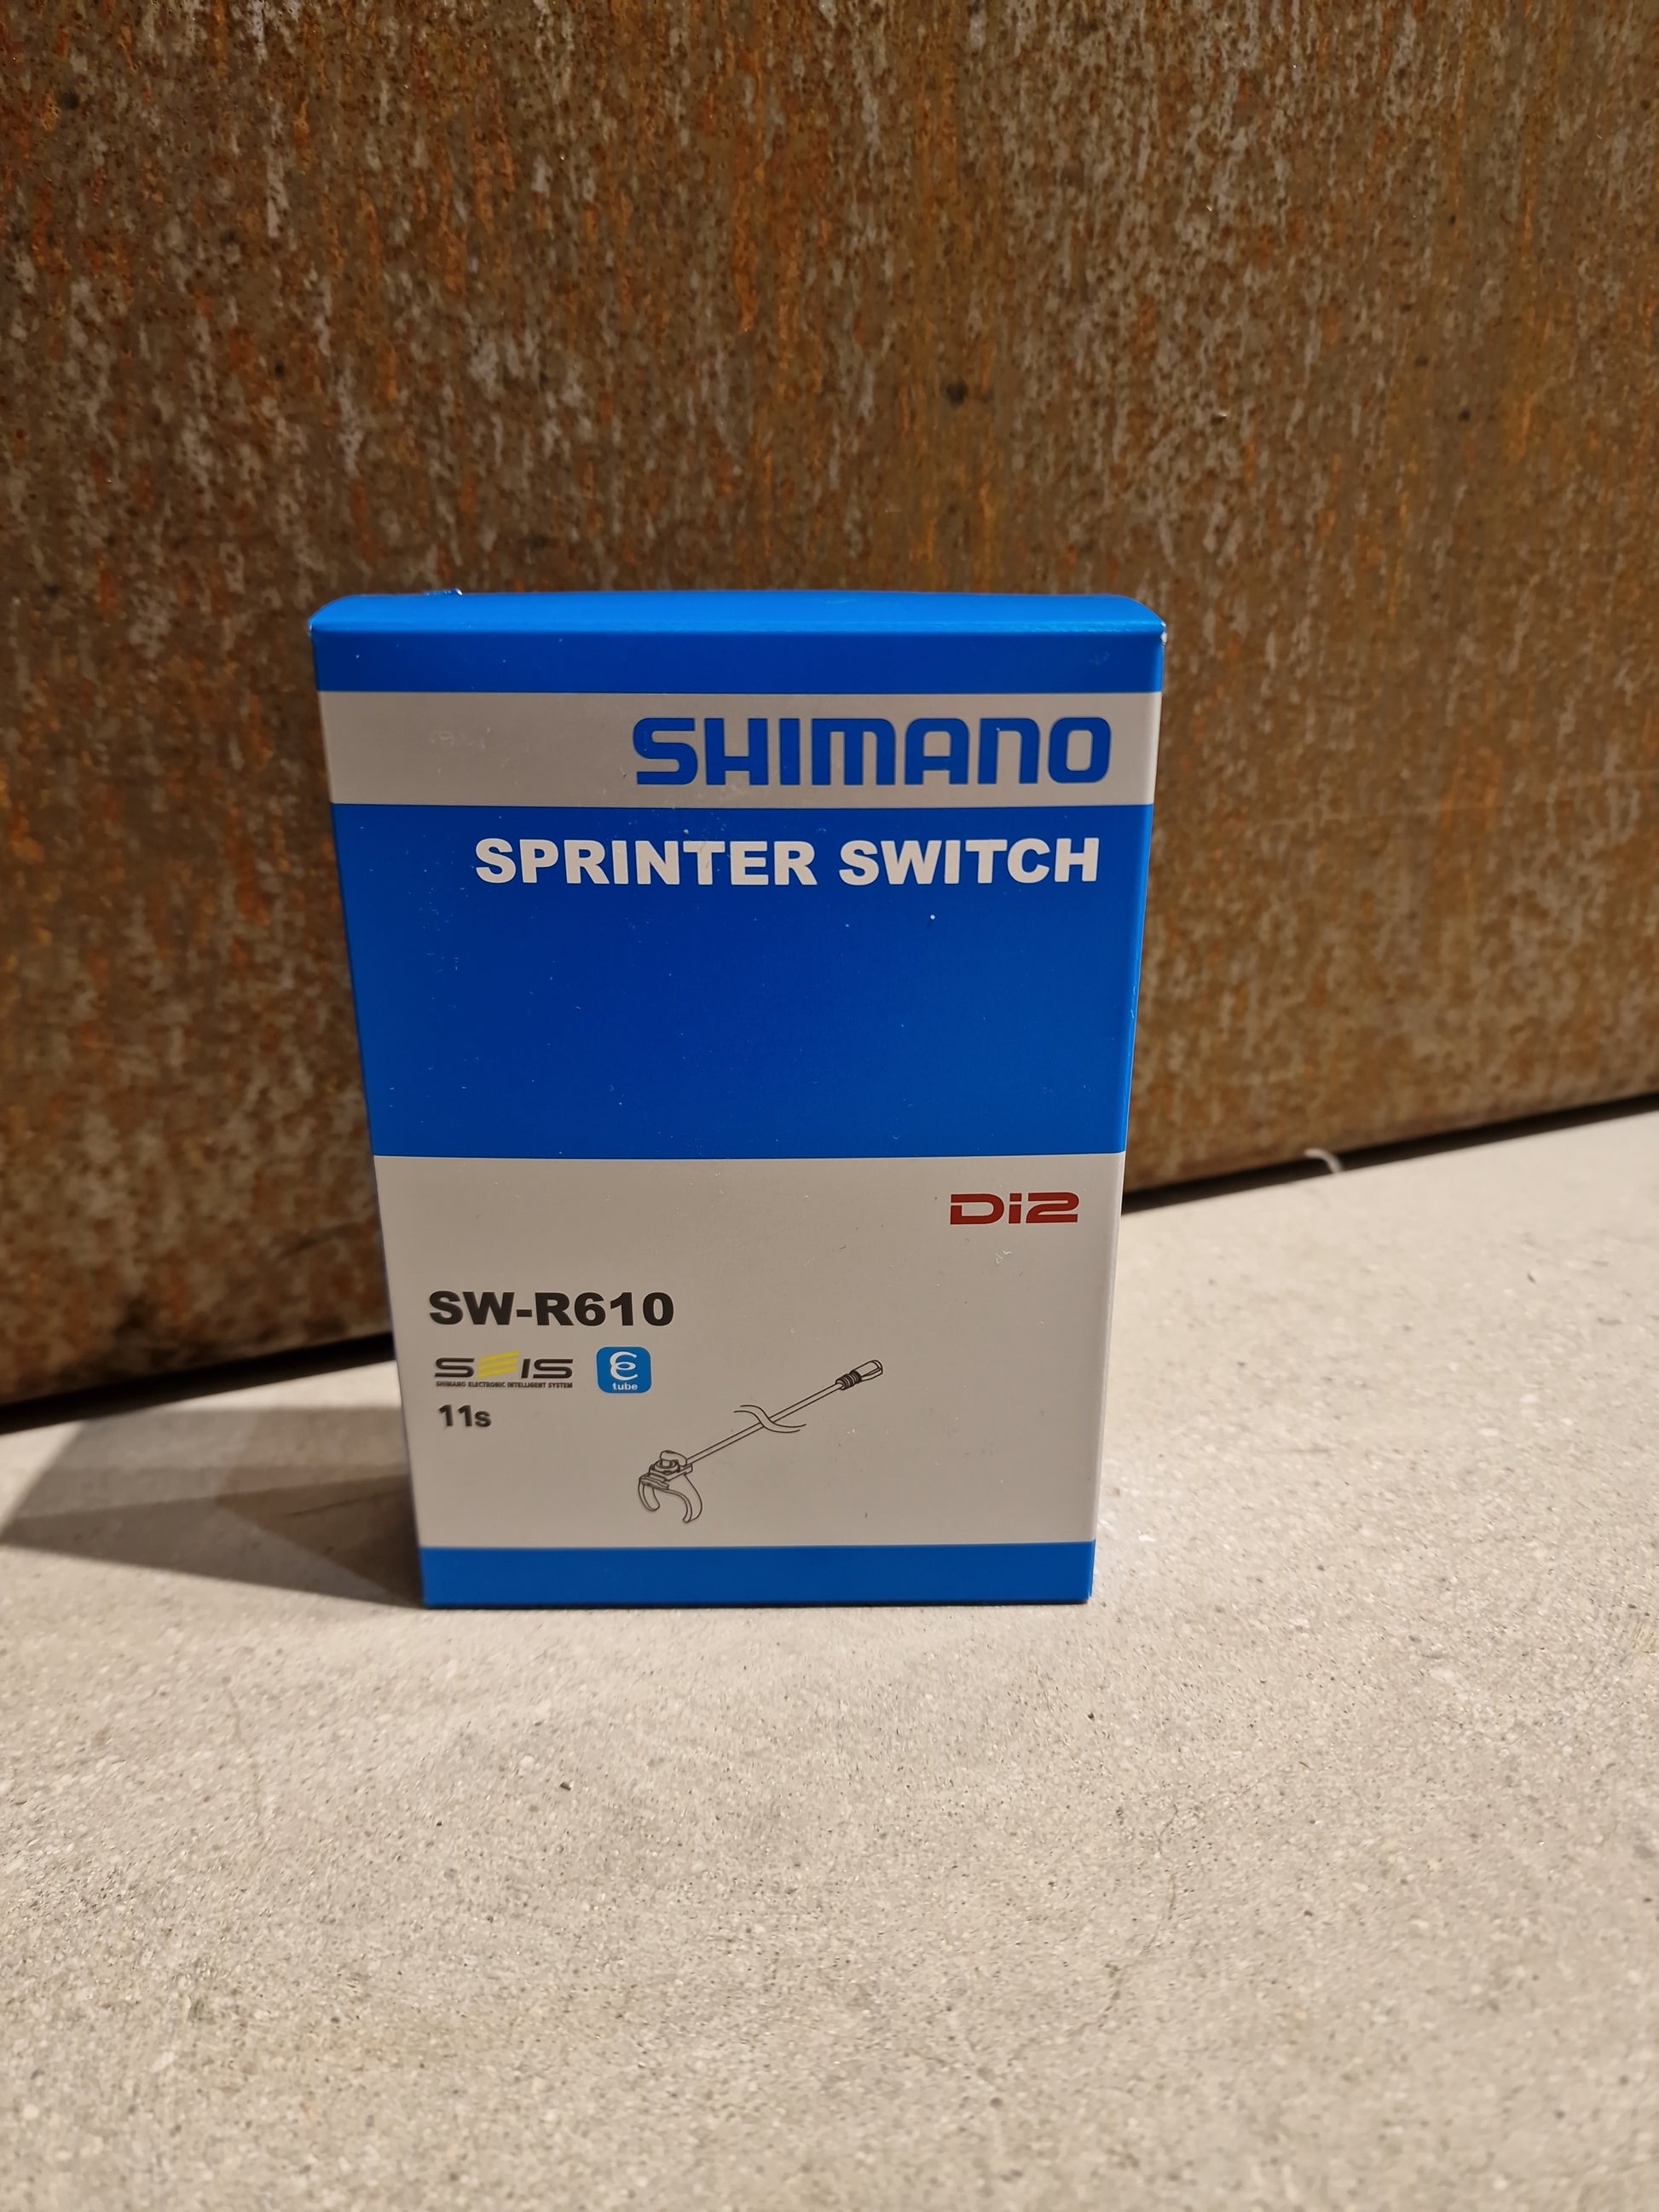 SHIMANO
SPRINTER SWITCH
Di2
SW-R610
SEIS
SHIMANO ELECTRONIC INTELLIGENT SYSTEM
e tube
11s